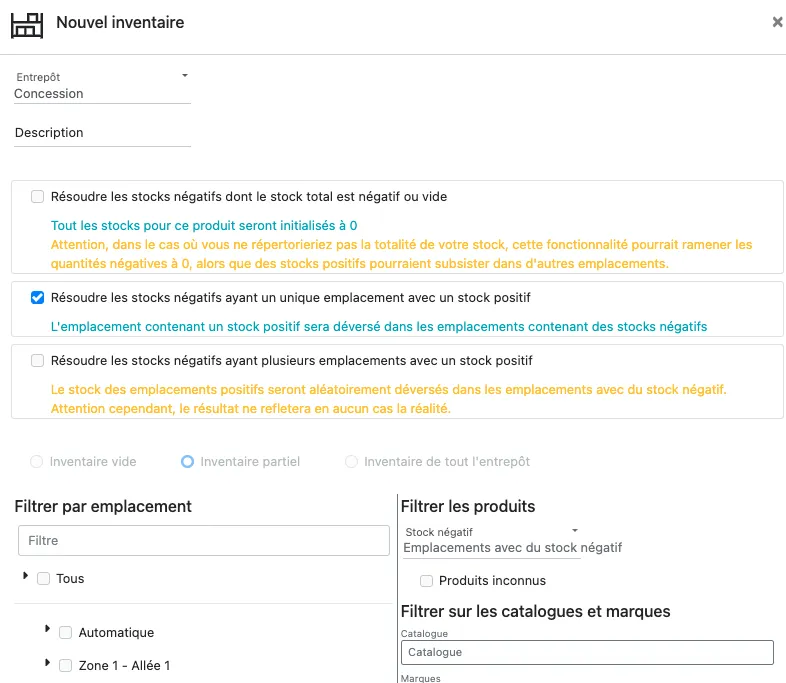 Nouvel inventaire
×
Entrepôt
Concession
Description
Résoudre les stocks négatifs dont le stock total est négatif ou vide
Tout les stocks pour ce produit seront initialisés à 0
Attention, dans le cas où vous ne répertorieriez pas la totalité de votre stock, cette fonctionnalité pourrait ramener les
quantités négatives à 0, alors que des stocks positifs pourraient subsister dans d'autres emplacements.
Résoudre les stocks négatifs ayant un unique emplacement avec un stock positif
L'emplacement contenant un stock positif sera déversé dans les emplacements contenant des stocks négatifs
Résoudre les stocks négatifs ayant plusieurs emplacements avec un stock positif
Le stock des emplacements positifs seront aléatoirement déversés dans les emplacements avec du stock négatif.
Attention cependant, le résultat ne refletera en aucun cas la réalité.
Inventaire vide
Inventaire partiel
Inventaire de tout l'entrepôt
Filtrer par emplacement
Filtre
Tous
Automatique
Zone 1 - Allée 1
Filtrer les produits
Stock négatif
Emplacements avec du stock négatif
Produits inconnus
Filtrer sur les catalogues et marques
Catalogue
Catalogue
Marques